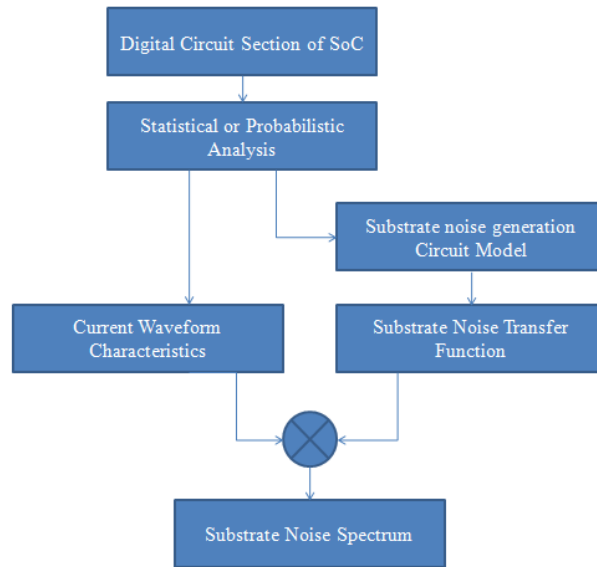 Digital Circuit Section of SoC
Statistical or Probabilistic
Analysis
Substrate noise generation
Circuit Model
Current Waveform
Characteristics
Substrate Noise Transfer
Function
Substrate Noise Spectrum